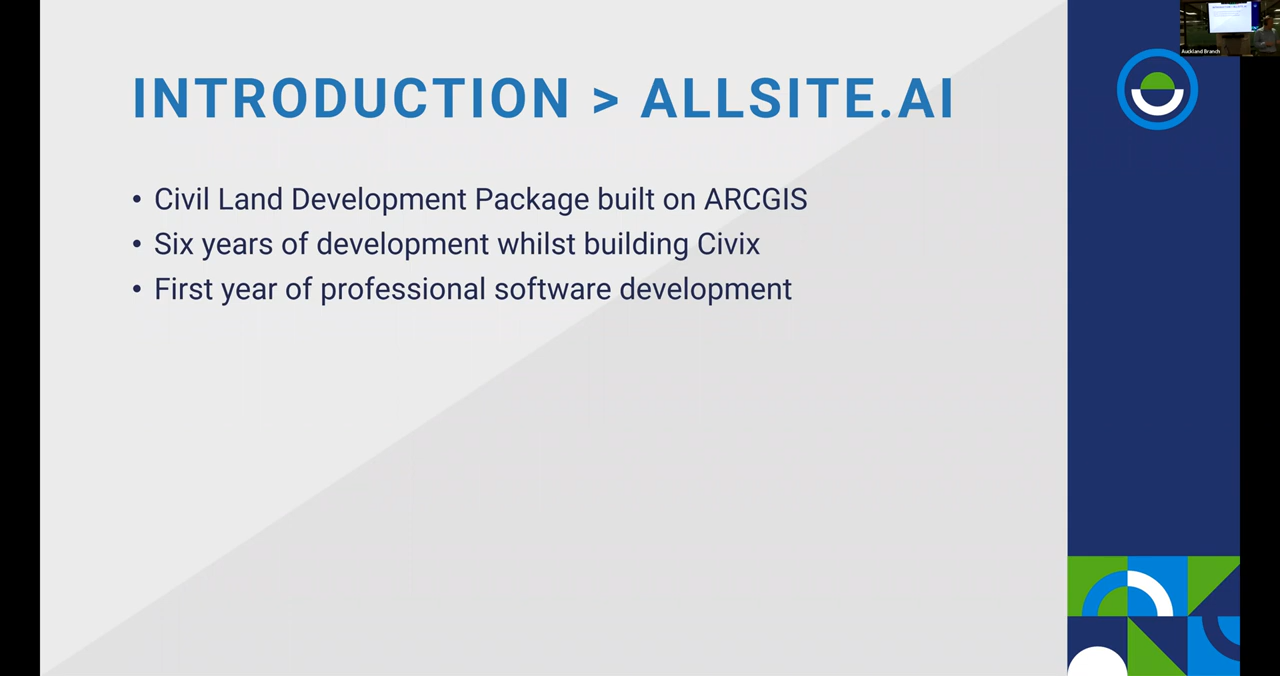 INTRODUCTION > ALLSITE.AI
• Civil Land Development Package built on ARCGIS
• Six years of development whilst building Civix
• First year of professional software development
Auckland Branch